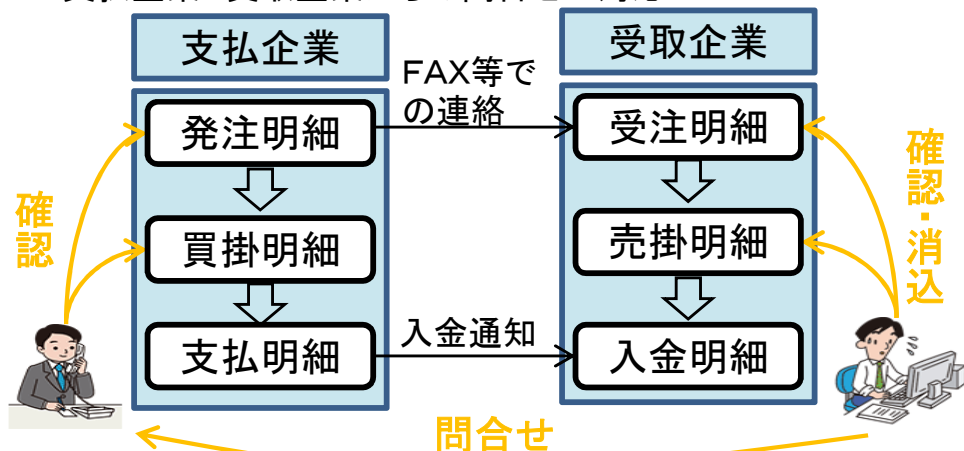 支払企業
受取企業
FAX等で
の連絡
発注明細
受注明細
確認
確認・消込
買掛明細
売掛明細
入金通知
支払明細
入金明細
問合せ